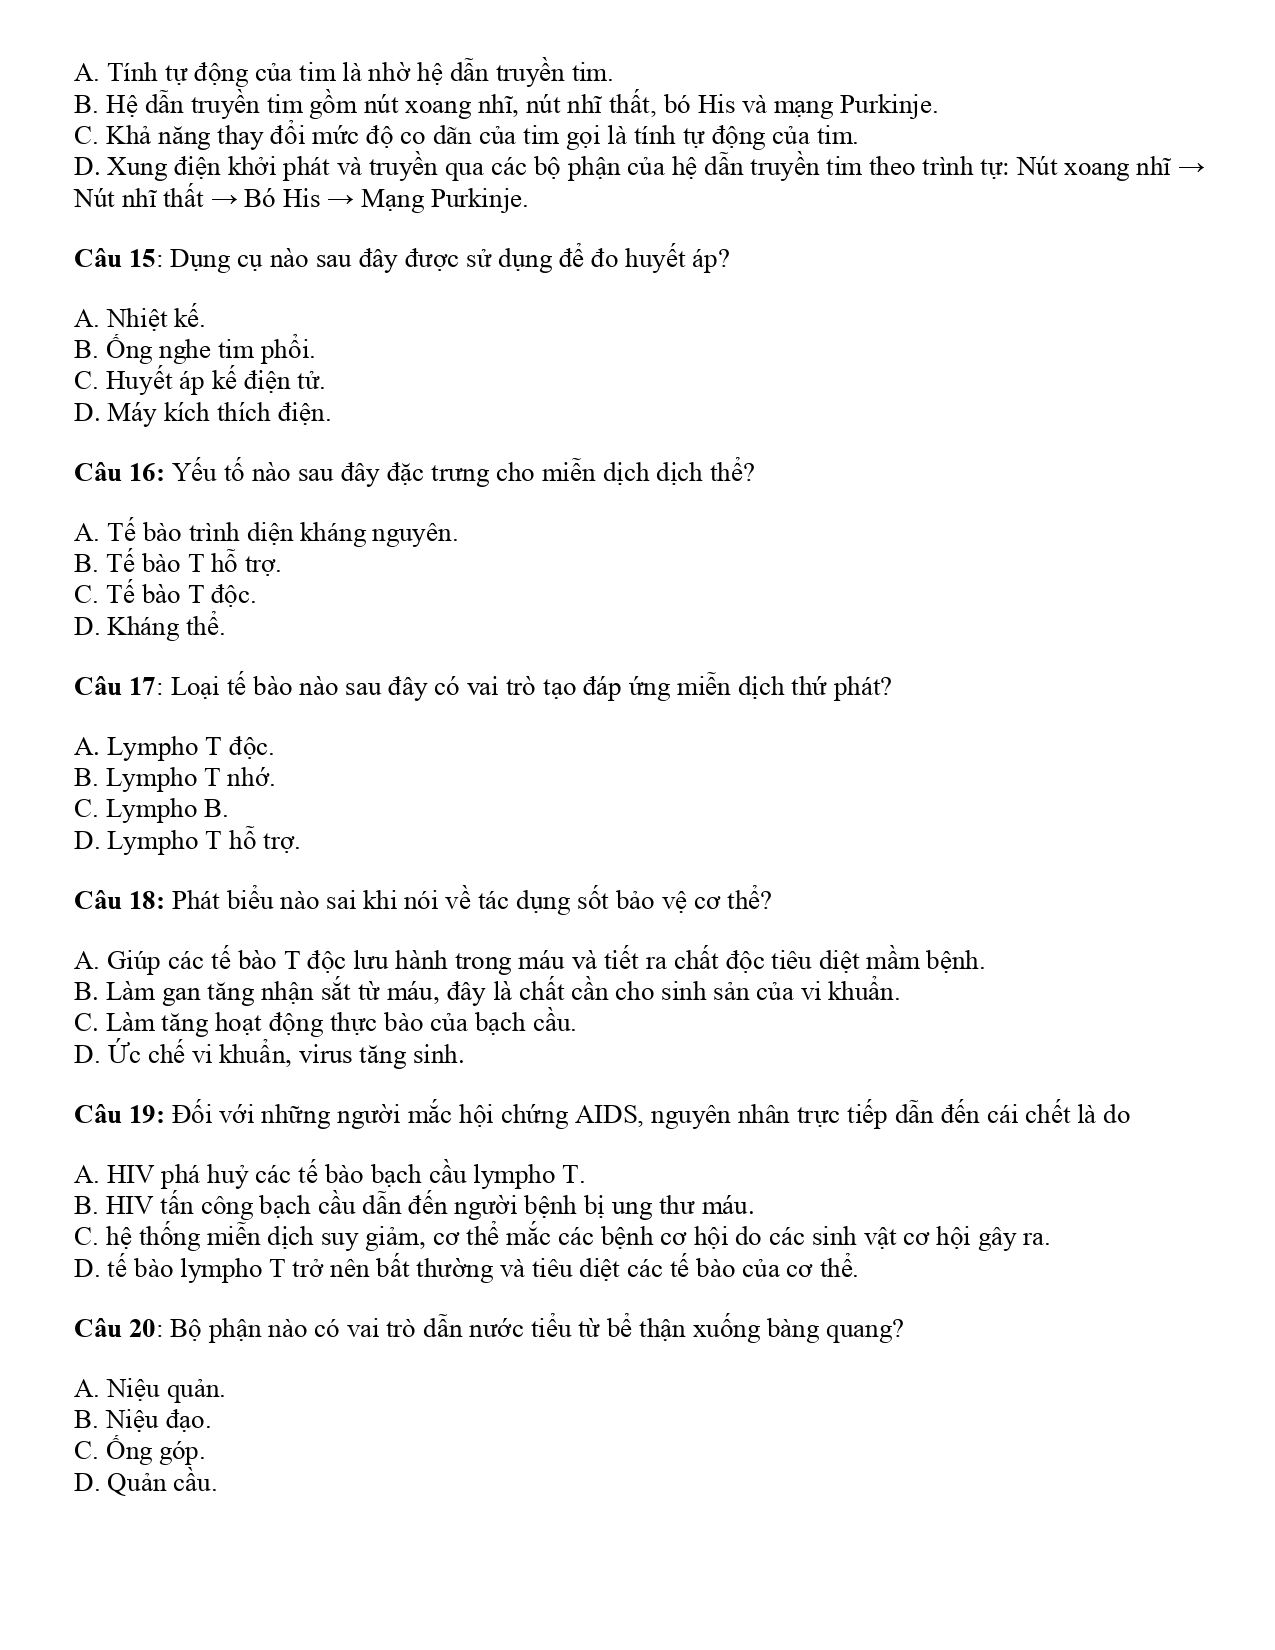 A. Tính tự động của tim là nhờ hệ dẫn truyền tim.
B. Hệ dẫn truyền tim gồm nút xoang nhĩ, nút nhĩ thất, bó His và mạng Purkinje.
C. Khả năng thay đổi mức độ co dãn của tim gọi là tính tự động của tim.
D. Xung điện khởi phát và truyền qua các bộ phận của hệ dẫn truyền tim theo trình tự: Nút xoang nhĩ →
Nút nhĩ thất → Bó His → Mạng Purkinje.
Câu 15: Dụng cụ nào sau đây được sử dụng để đo huyết áp?
A. Nhiệt kế.
B. Ống nghe tim phổi.
C. Huyết áp kế điện tử.
D. Máy kích thích điện.
Câu 16: Yếu tố nào sau đây đặc trưng cho miễn dịch dịch thể?
A. Tế bào trình diện kháng nguyên.
B. Tế bào T hỗ trợ.
C. Tế bào T độc.
D. Kháng thể.
Câu 17: Loại tế bào nào sau đây có vai trò tạo đáp ứng miễn dịch thứ phát?
A. Lympho T độc.
B. Lympho T nhớ.
C. Lympho B.
D. Lympho T hỗ trợ.
Câu 18: Phát biểu nào sai khi nói về tác dụng sốt bảo vệ cơ thể?
A. Giúp các tế bào T độc lưu hành trong máu và tiết ra chất độc tiêu diệt mầm bệnh.
B. Làm gan tăng nhận sắt từ máu, đây là chất cần cho sinh sản của vi khuẩn.
C. Làm tăng hoạt động thực bào của bạch cầu.
D. Ức chế vi khuẩn, virus tăng sinh.
Câu 19: Đối với những người mắc hội chứng AIDS, nguyên nhân trực tiếp dẫn đến cái chết là do
A. HIV phá huỷ các tế bào bạch cầu lympho T.
B. HIV tấn công bạch cầu dẫn đến người bệnh bị ung thư máu.
C. hệ thống miễn dịch suy giảm, cơ thể mắc các bệnh cơ hội do các sinh vật cơ hội gây ra.
D. tế bào lympho T trở nên bất thường và tiêu diệt các tế bào của cơ thể.
Câu 20: Bộ phận nào có vai trò dẫn nước tiểu từ bể thận xuống bàng quang?
A. Niệu quản.
B. Niệu đạo.
C. Ống góp.
D. Quản cầu.